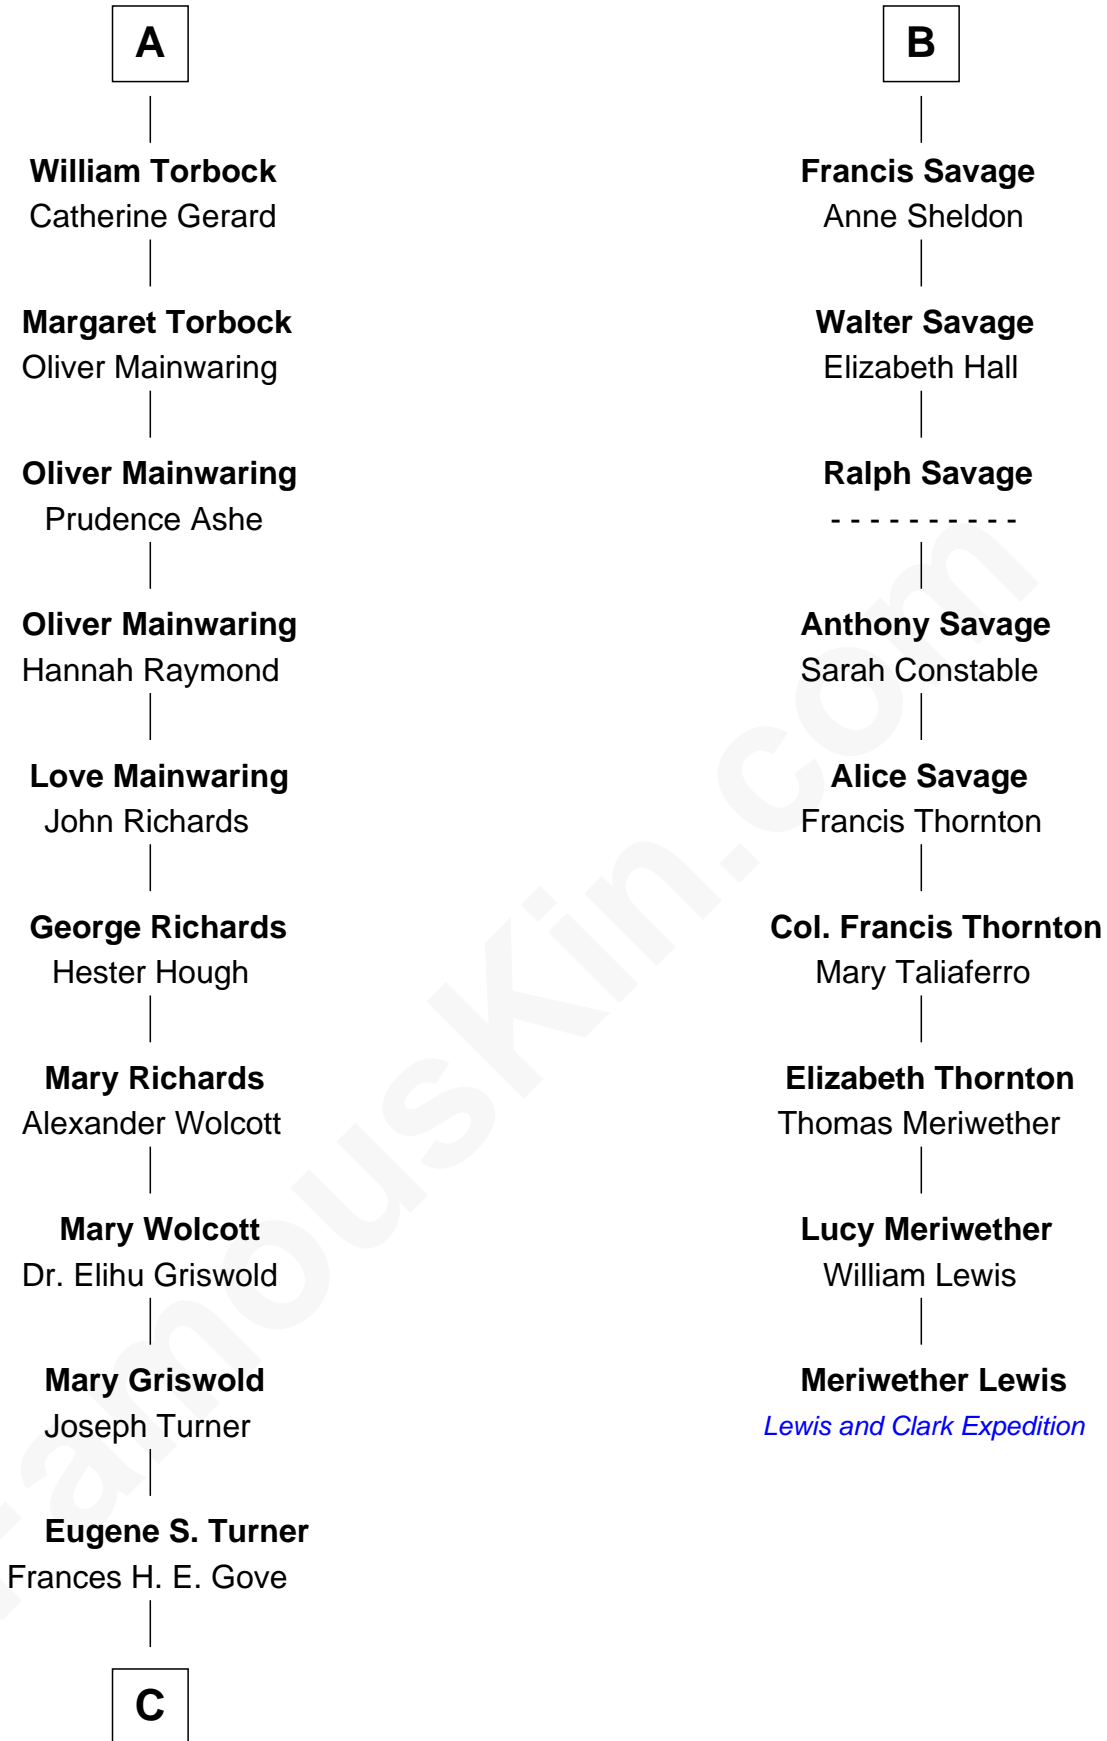 A
William Torbock
Catherine Gerard
Margaret Torbock
Oliver Mainwaring
Oliver Mainwaring
Prudence Ashe
Oliver Mainwaring
Hannah Raymond
Love Mainwaring
John Richards
George Richards
Hester Hough
Mary Richards
Alexander Wolcott
Mary Wolcott
Dr. Elihu Griswold
Mary Griswold
Joseph Turner
Eugene S. Turner
Frances H. E. Gove
C
B
Francis Savage
Anne Sheldon
Walter Savage
Elizabeth Hall
Ralph Savage
- - - - - - - - - -
Anthony Savage
Sarah Constable
Alice Savage
Francis Thornton
Col. Francis Thornton
Mary Taliaferro
Elizabeth Thornton
Thomas Meriwether
Lucy Meriwether
William Lewis
Meriwether Lewis
Lewis and Clark Expedition
FamousKin.com